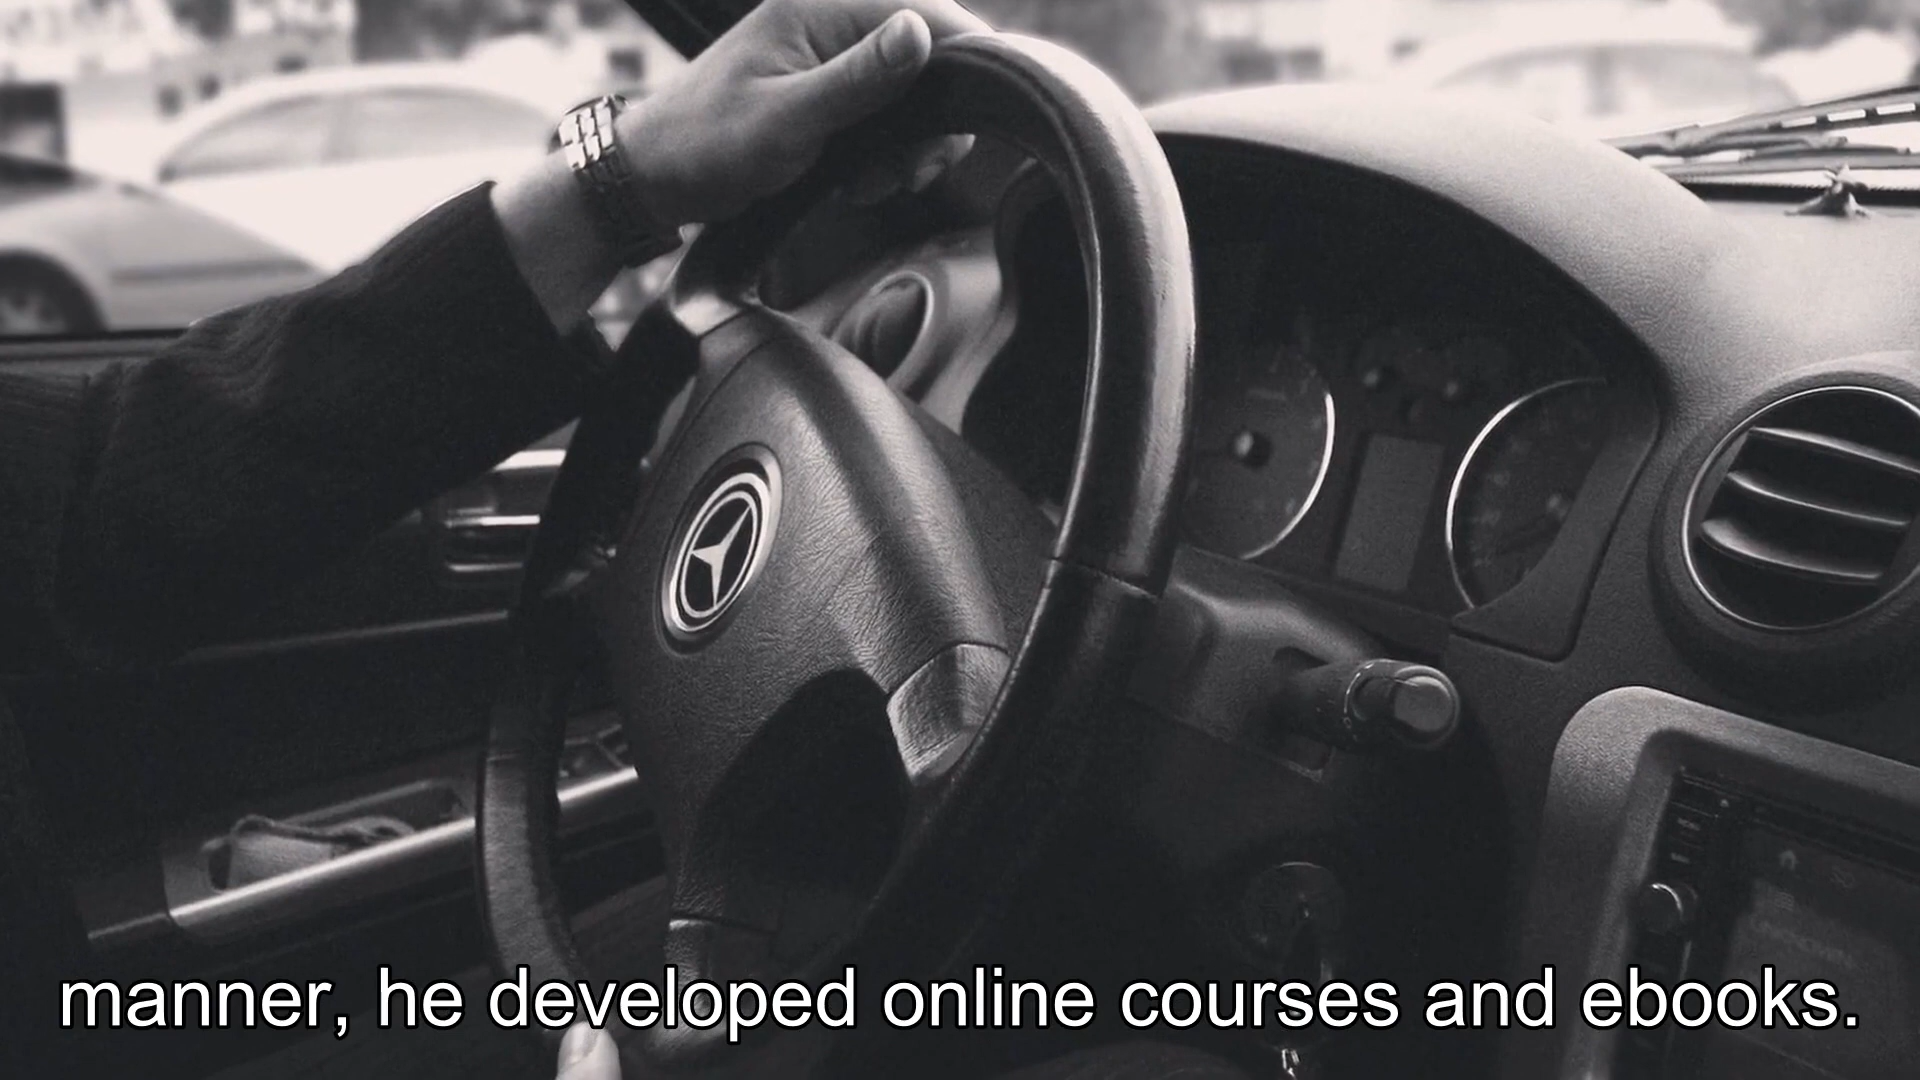 manner, he developed online courses and ebooks.